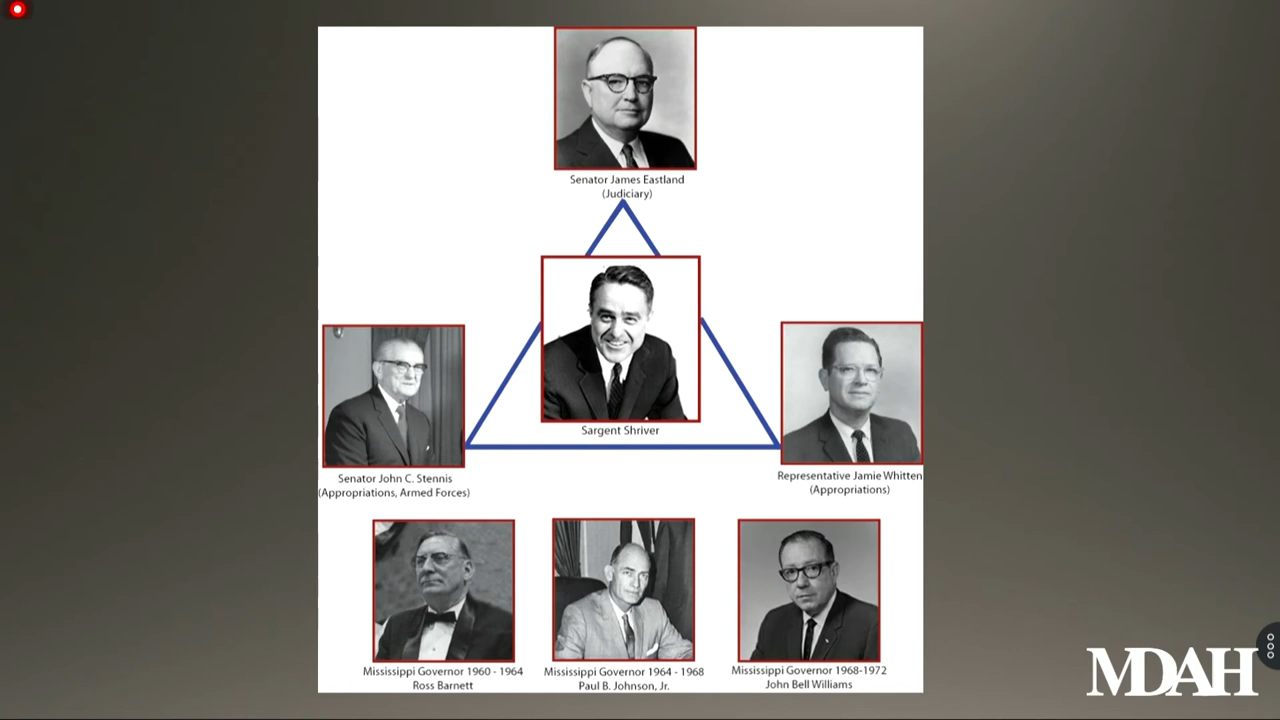 Senator James Eastland
(Judiciary)
Sargent Shriver
Senator John C. Stennis
(Appropriations, Armed Forces)
Representative Jamie Whitten
(Appropriations)
Mississippi Governor 1960 - 1964
Ross Barnett
Mississippi Governor 1964 - 1968
Paul B. Johnson, Jr.
Mississippi Governor 1968-1972
John Bell Williams
MDAH